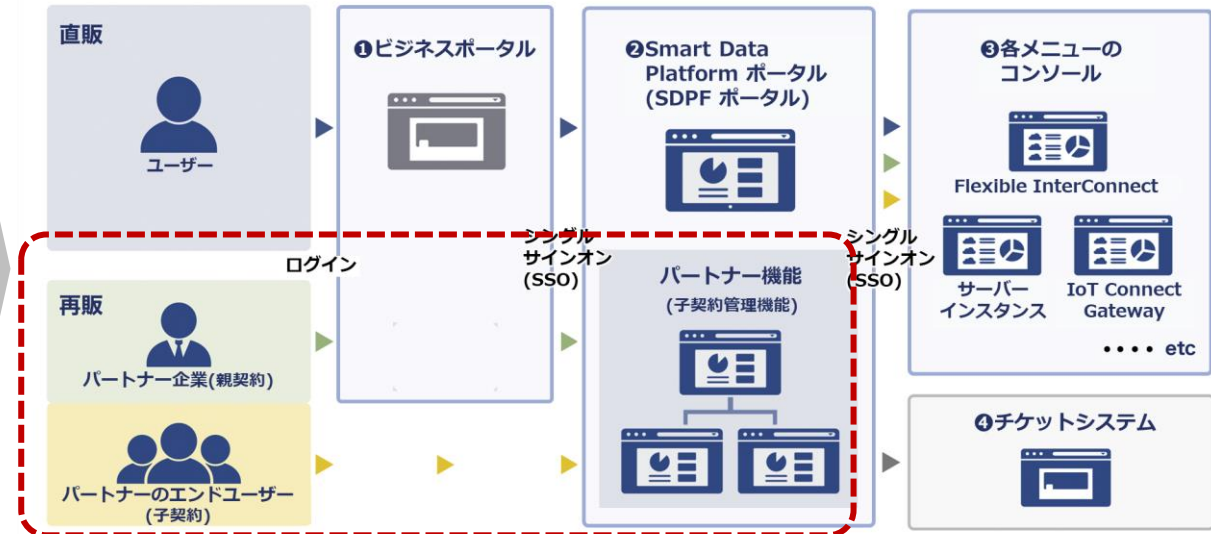 直販
ユーザー
❶ビジネスポータル
❷Smart Data
Platform ポータル
(SDPF ポータル)
❸各メニューの
コンソール
Flexible InterConnect
サーバー
インスタンス
IoT Connect
Gateway
•••• etc
ログイン
シングル
サインオン
(SSO)
シングル
サインオン
(SSO)
再販
パートナー企業(親契約)
パートナーのエンドユーザー
(子契約)
パートナー機能
(子契約管理機能)
❹チケットシステム